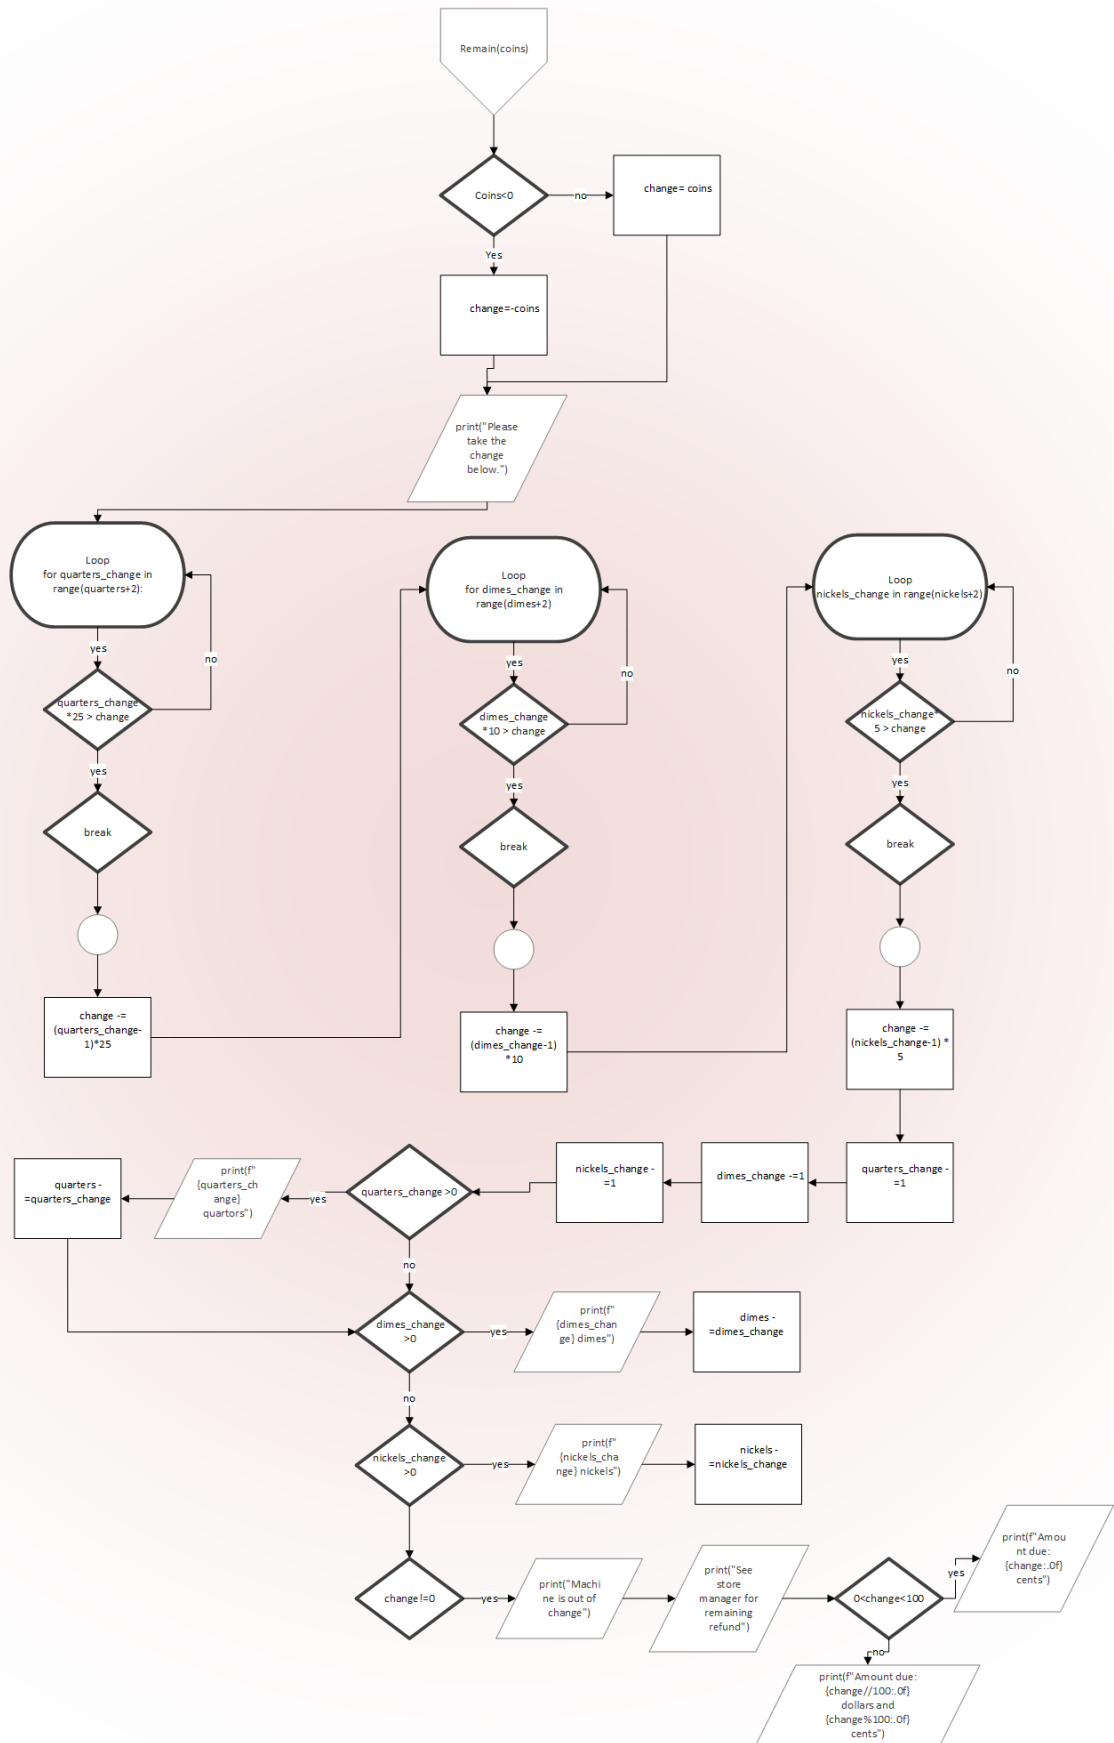 Remain(coins)
Coins<0
no
change= coins
Yes
change=-coins
print("Please
take the
change
below.")
Loop
for quarters_change in
range(quarters+2):
yes
no
quarters_change
*25 > change
yes
break
change -=
(quarters_change-
1)*25
Loop
for dimes_change in
range(dimes+2)
yes
no
dimes_change
*10 > change
yes
break
change -=
(dimes_change-1)
*10
Loop
nickels_change in range(nickels+2)
yes
no
nickels_change*
5 > change
yes
break
change -=
(nickels_change-1) *
5
quarters_change -
=1
dimes_change -=1
nickels_change -
=1
quarters_change >0
yes
print(f"
{quarters_ch
ange}
quartors")
quarters -
=quarters_change
no
dimes_change
>0
yes
print(f"
{dimes_chan
ge} dimes")
dimes -
=dimes_change
no
nickels_change
>0
yes
print(f"
{nickels_cha
nge} nickels")
nickels -
=nickels_change
change!=0
yes
print("Machi
ne is out of
change")
print("See
store
manager for
remaining
refund")
0<change<100
yes
print(f"Amou
nt due:
{change:.0f}
cents")
no
print(f"Amount due:
{change//100:.0f}
dollars and
{change%100:.0f}
cents")